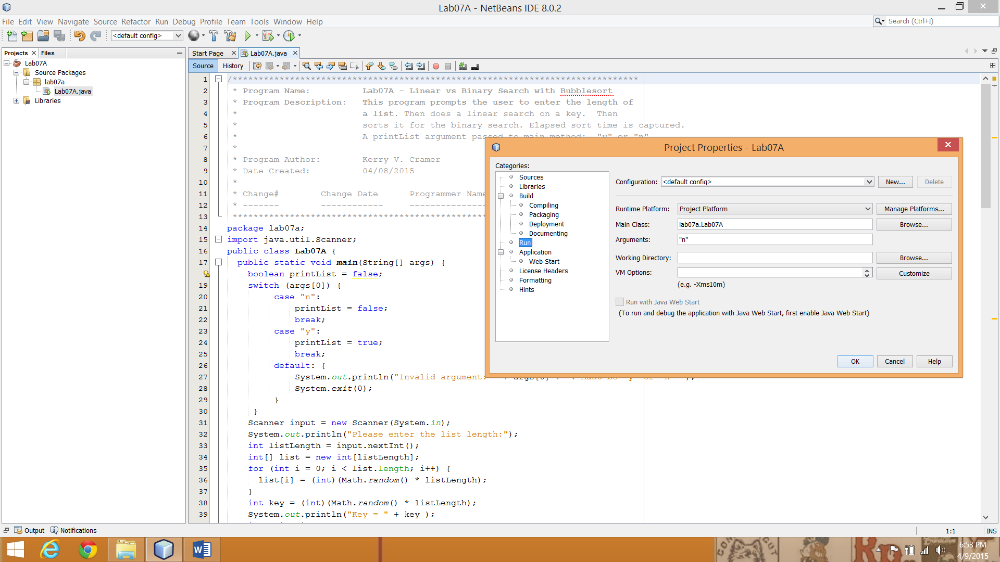 Lab07A - NetBeans IDE 8.0.2
File Edit View Navigate Source Refactor Run Debug Profile Team Tools Window Help
Search (Ctrl+I)
<default config>
Projects Files
Lab07A
Source Packages
lab07a
Lab07A.java
Libraries
Start Page Lab07A.java
Source History
1 /******************************************************************************
2 * Program Name: Lab07A - Linear vs Binary Search with Bubblesort
3 * Program Description: This program prompts the user to enter the length of
4 * a list. Then does a linear search on a key. Then
5 * sorts it for the binary search. Elapsed sort time is captured.
6 * A printList argument passed to main method: "y" or "n"
7 *
8 * Program Author: Kerry V. Cramer
9 * Date Created: 04/08/2015
10 *
11 * Change# Change Date Programmer Name
12 * ------- ------------ ---------------
13 *************************************************
14 package lab07a;
15 import java.util.Scanner;
16 public class Lab07A {
17 public static void main(String[] args) {
boolean printList = false;
19 switch (args[0]) {
20 case "n":
21 printList = false;
22 break;
23 case "y":
24 printList = true;
25 break;
26 default: {
27 System.out.println("Invalid argument:
28 System.exit(0);
29 }
30 }
31 Scanner input = new Scanner(System.in);
32 System.out.println("Please enter the list length:");
33 int listLength = input.nextInt();
34 int[] list = new int[listLength];
35 for (int i = 0; i < list.length; i++) {
36 list[i] = (int)(Math.random() * listLength);
37 }
38 int key = (int)(Math.random() * listLength);
39 System.out.println("Key = " + key );
Project Properties - Lab07A
Categories:
Sources
Libraries
Build
Compiling
Packaging
Deployment
Documenting
Run
Application
Web Start
License Headers
Formatting
Hints
Configuration: <default config> New... Delete
Runtime Platform: Project Platform Manage Platforms...
Main Class: lab07a.Lab07A Browse...
Arguments: "n"
Working Directory: Browse...
VM Options: Customize
(e.g. -Xms10m)
Run with Java Web Start
(To run and debug the application with Java Web Start, first enable Java Web Start)
OK Cancel Help
Output Notifications
1:1 INS
6:53 PM
4/9/2015